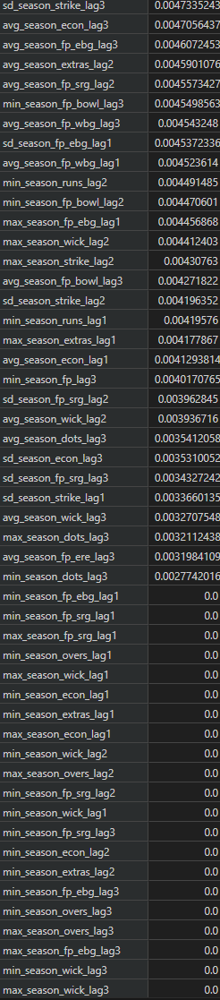 sd_season_strike_lag3 0.0047335243
avg_season_econ_lag3 0.0047056437
avg_season_fp_ebg_lag3 0.0046072453
avg_season_extras_lag2 0.0045901076
avg_season_fp_srg_lag2 0.0045573427
min_season_fp_bowl_lag3 0.0045498563
avg_season_fp_wbg_lag3 0.004543248
sd_season_fp_ebg_lag1 0.0045372336
avg_season_fp_wbg_lag1 0.004523614
min_season_runs_lag2 0.004491485
min_season_fp_bowl_lag2 0.004470601
max_season_fp_ebg_lag1 0.004456868
max_season_wick_lag2 0.004412403
max_season_strike_lag2 0.00430763
avg_season_fp_bowl_lag3 0.004271822
sd_season_strike_lag2 0.004196352
min_season_runs_lag1 0.00419576
max_season_extras_lag1 0.004177867
avg_season_econ_lag1 0.0041293814
min_season_fp_lag3 0.0040170765
sd_season_fp_srg_lag2 0.003962845
avg_season_wick_lag2 0.003936716
avg_season_dots_lag3 0.0035412058
sd_season_econ_lag3 0.0035310052
sd_season_fp_srg_lag3 0.0034327242
sd_season_strike_lag1 0.0033660135
avg_season_wick_lag3 0.0032707548
max_season_dots_lag3 0.0032112438
avg_season_fp_ere_lag3 0.0031984109
min_season_dots_lag3 0.0027742016
min_season_fp_ebg_lag1 0.0
min_season_fp_srg_lag1 0.0
max_season_fp_srg_lag1 0.0
min_season_overs_lag1 0.0
max_season_wick_lag1 0.0
min_season_econ_lag1 0.0
min_season_extras_lag1 0.0
max_season_econ_lag1 0.0
min_season_wick_lag2 0.0
max_season_overs_lag2 0.0
min_season_fp_srg_lag2 0.0
min_season_wick_lag1 0.0
min_season_fp_srg_lag3 0.0
min_season_econ_lag2 0.0
min_season_extras_lag2 0.0
min_season_fp_ebg_lag3 0.0
min_season_overs_lag3 0.0
max_season_overs_lag3 0.0
max_season_fp_ebg_lag3 0.0
min_season_wick_lag3 0.0
max_season_wick_lag3 0.0